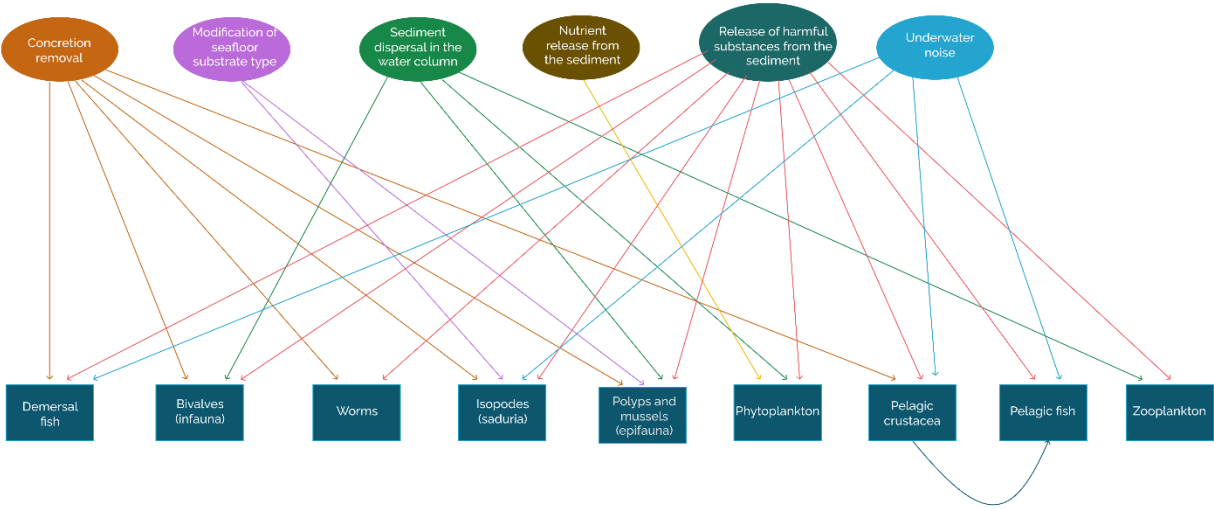 Concretion
removal
Modification of
seafloor
substrate type
Sediment
dispersal in the
water column
Nutrient
release from
the sediment
Release of harmful
substances from the
sediment
Underwater
noise
Demersal
fish
Bivalves
(infauna)
Worms
Isopodes
(saduria)
Polyps and
mussels
(epifauna)
Phytoplankton
Pelagic
crustacea
Pelagic fish
Zooplankton